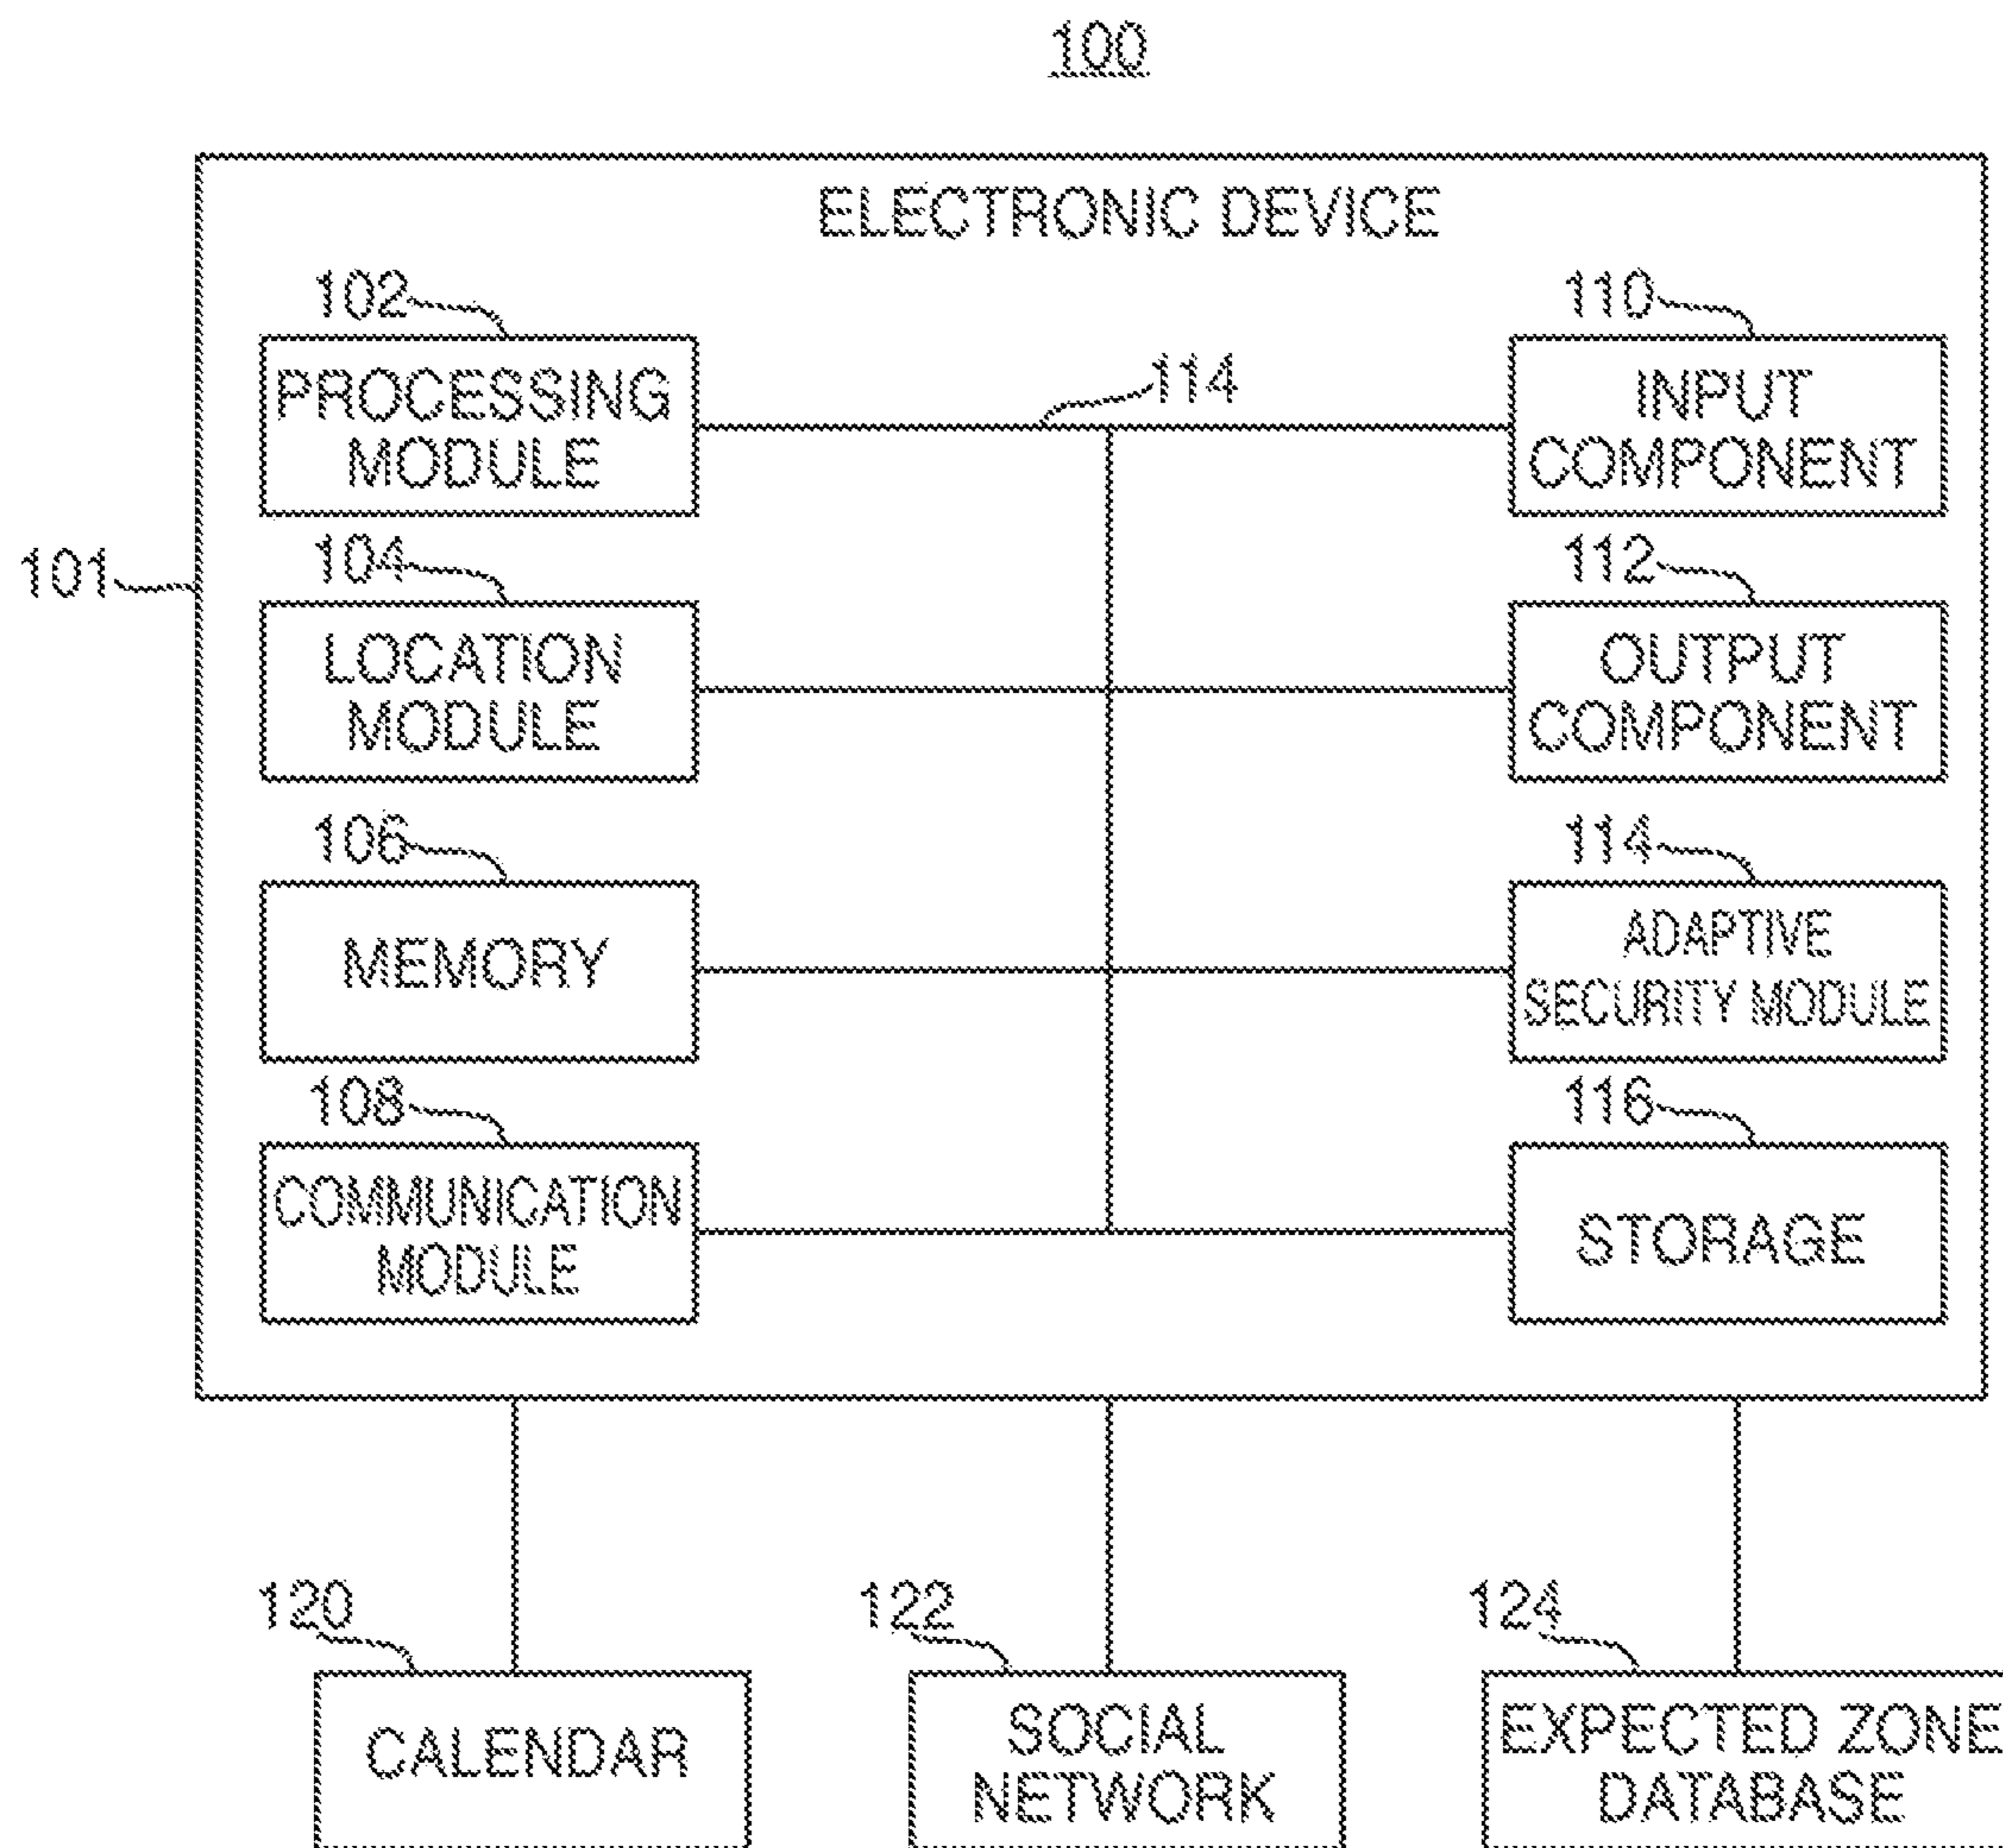 100
ELECTRONIC DEVICE
102
110
PROCESSING
MODULE
114
INPUT
COMPONENT
101
104
112
LOCATION
MODULE
OUTPUT
COMPONENT
106
114
MEMORY
ADAPTIVE
SECURITY MODULE
108
116
COMMUNICATION
MODULE
STORAGE
120
122
124
CALENDAR
SOCIAL
NETWORK
EXPECTED ZONE
DATABASE